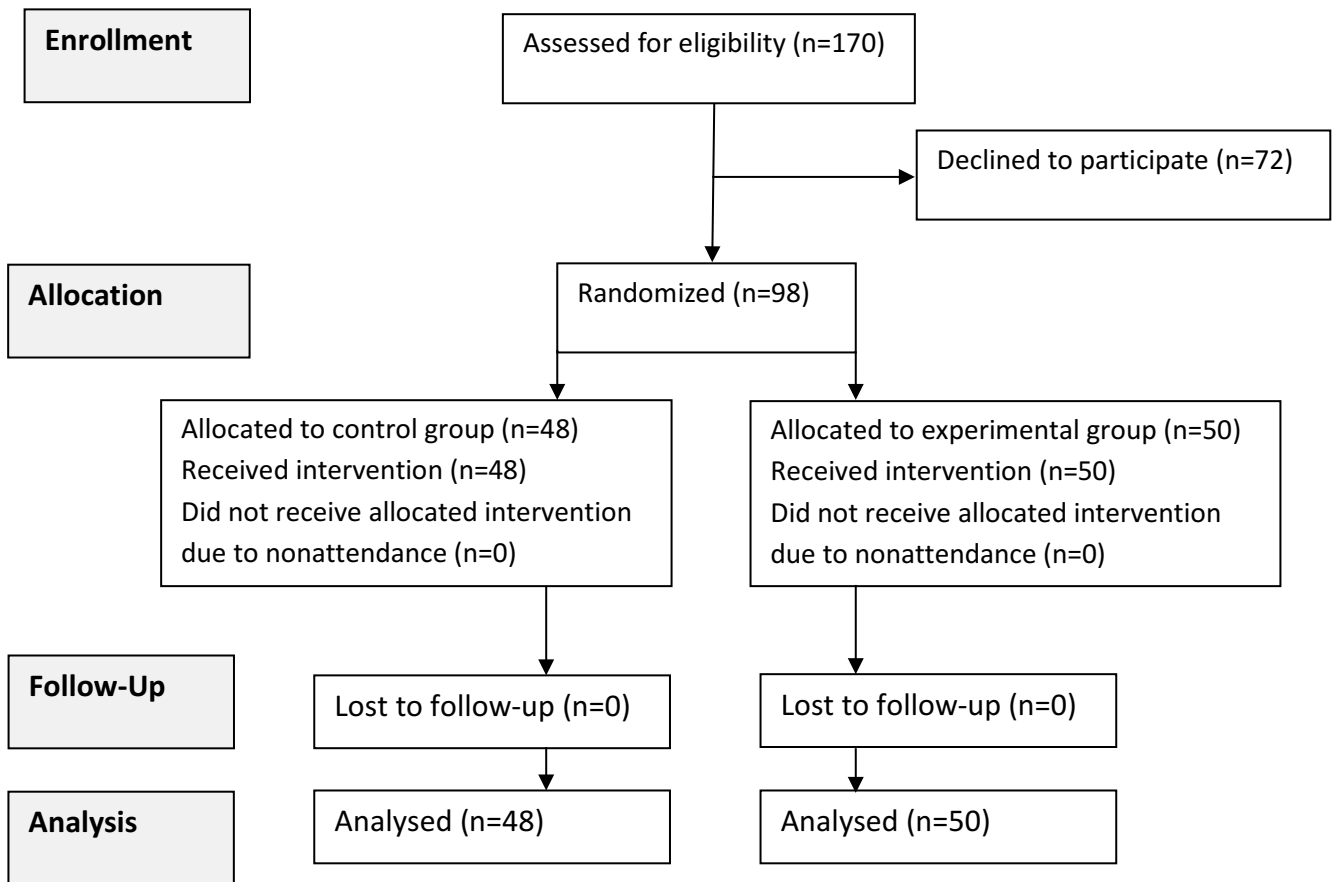 Enrollment
Assessed for eligibility (n=170)
Declined to participate (n=72)
Allocation
Randomized (n=98)
Allocated to control group (n=48)
Received intervention (n=48)
Did not receive allocated intervention
due to nonattendance (n=0)
Allocated to experimental group (n=50)
Received intervention (n=50)
Did not receive allocated intervention
due to nonattendance (n=0)
Follow-Up
Lost to follow-up (n=0)
Lost to follow-up (n=0)
Analysis
Analysed (n=48)
Analysed (n=50)